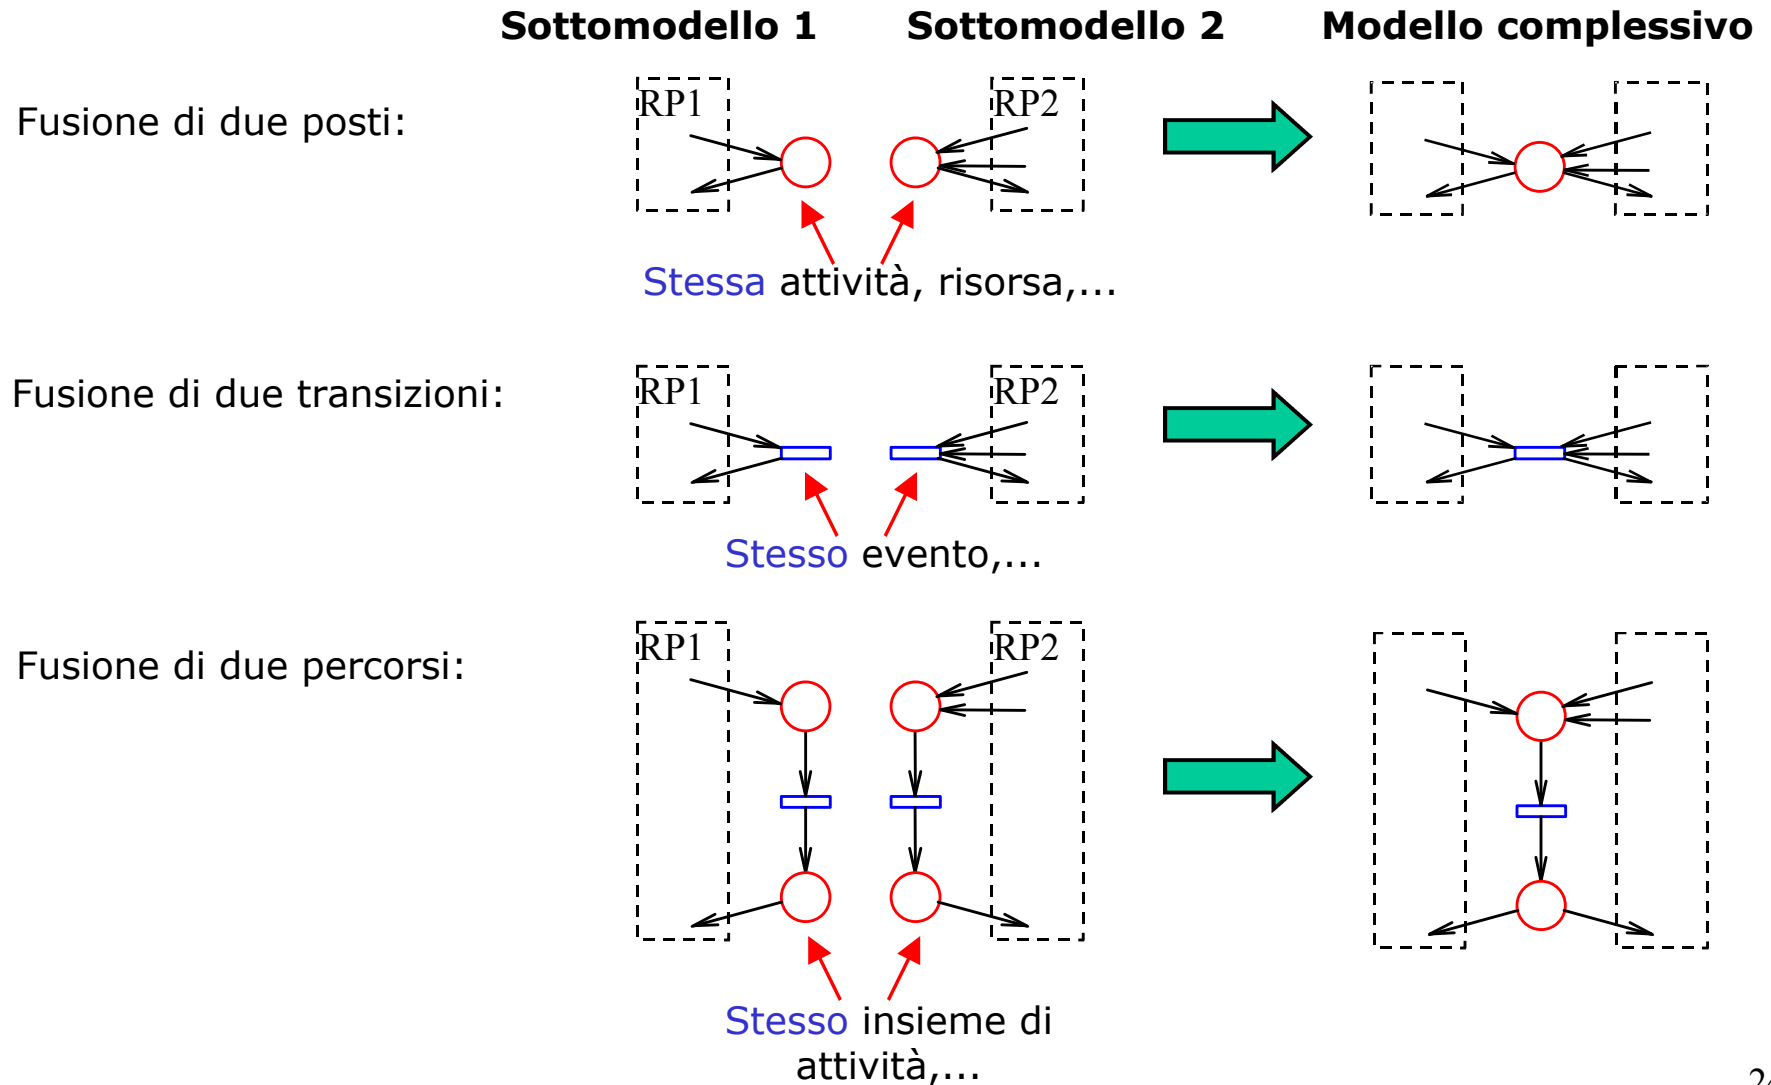 Sottomodello 1 Sottomodello 2 Modello complessivo
Fusione di due posti:
RP1 RP2
Stessa attività, risorsa,...
Fusione di due transizioni:
RP1 RP2
Stesso evento,...
Fusione di due percorsi:
RP1 RP2
Stesso insieme di
attività,...